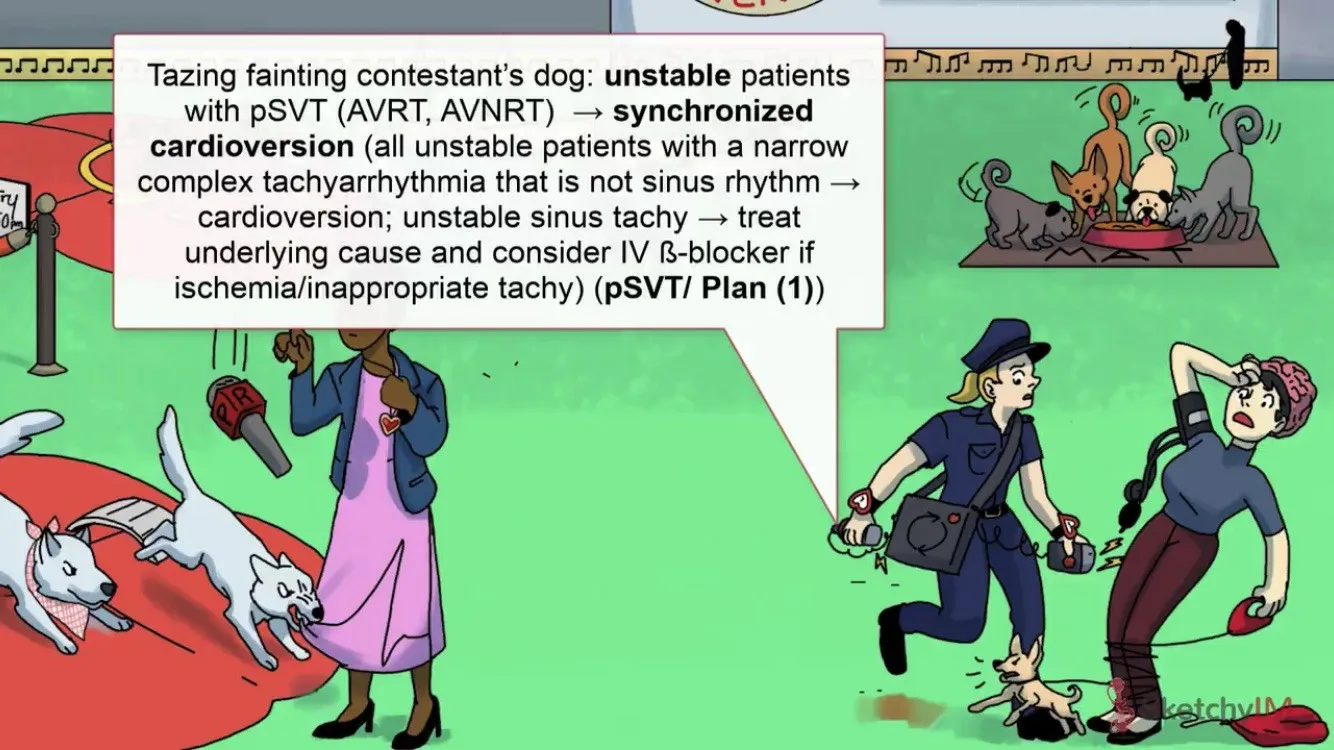 Tazing fainting contestant's dog: unstable patients
with pSVT (AVRT, AVNRT) → synchronized
cardioversion (all unstable patients with a narrow
complex tachyarrhythmia that is not sinus rhythm →
cardioversion; unstable sinus tachy → treat
underlying cause and consider IV ß-blocker if
ischemia/inappropriate tachy) (pSVT/ Plan (1))
ketchyIM